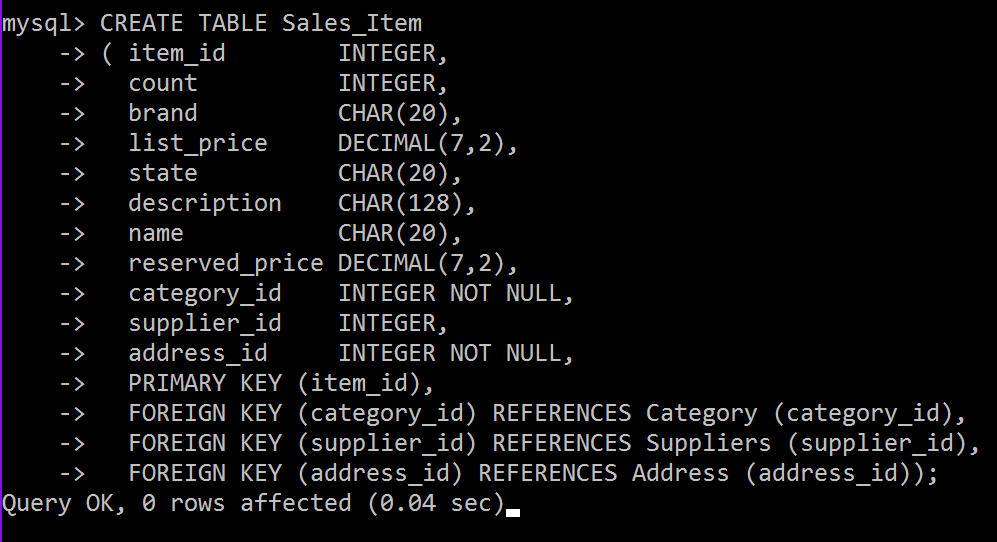 mysql> CREATE TABLE Sales_Item
    -> ( item_id        INTEGER,
    ->   count          INTEGER,
    ->   brand          CHAR(20),
    ->   list_price     DECIMAL(7,2),
    ->   state          CHAR(20),
    ->   description    CHAR(128),
    ->   name           CHAR(20),
    ->   reserved_price DECIMAL(7,2),
    ->   category_id    INTEGER NOT NULL,
    ->   supplier_id    INTEGER,
    ->   address_id     INTEGER NOT NULL,
    ->   PRIMARY KEY (item_id),
    ->   FOREIGN KEY (category_id) REFERENCES Category (category_id),
    ->   FOREIGN KEY (supplier_id) REFERENCES Suppliers (supplier_id),
    ->   FOREIGN KEY (address_id) REFERENCES Address (address_id));
Query OK, 0 rows affected (0.04 sec)